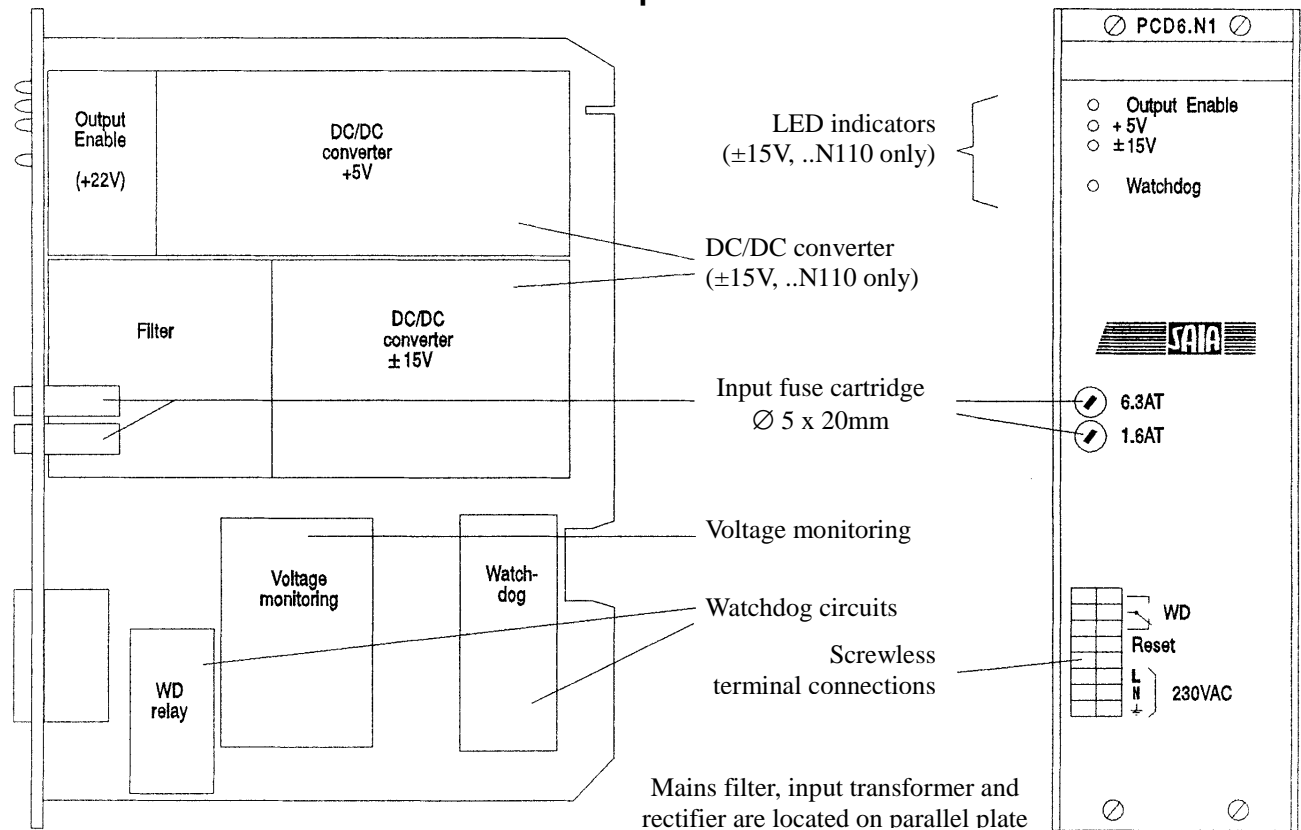 Output
Enable
(+22V)
DC/DC
converter
+5V
Filter
DC/DC
converter
±15V
Voltage
monitoring
Watch-
dog
WD
relay
LED indicators
(±15V, ..N110 only)
DC/DC converter
(±15V, ..N110 only)
Input fuse cartridge
∅ 5 x 20mm
Voltage monitoring
Watchdog circuits
Screwless
terminal connections
Mains filter, input transformer and
rectifier are located on parallel plate
PCD6.N1
Output Enable
+5V
±15V
Watchdog
SAIA
6.3AT
1.6AT
WD
Reset
L
N
230VAC